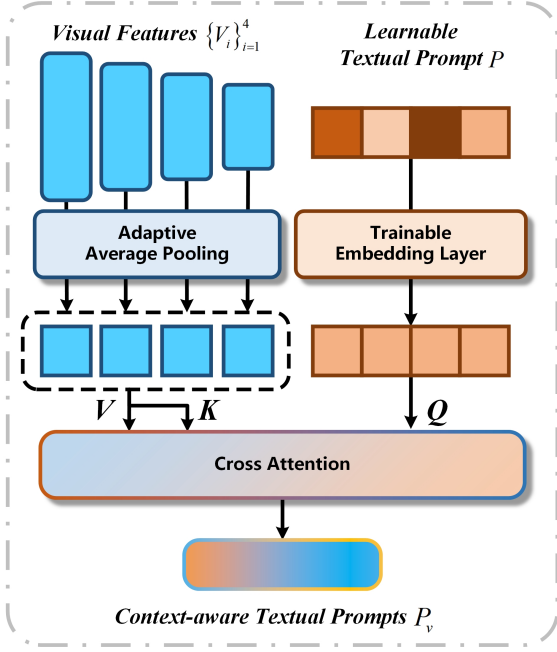 Visual Features {V_i}_{i=1}^4
Learnable
Textual Prompt P
Adaptive
Average Pooling
Trainable
Embedding Layer
V
K
Q
Cross Attention
Context-aware Textual Prompts P_v